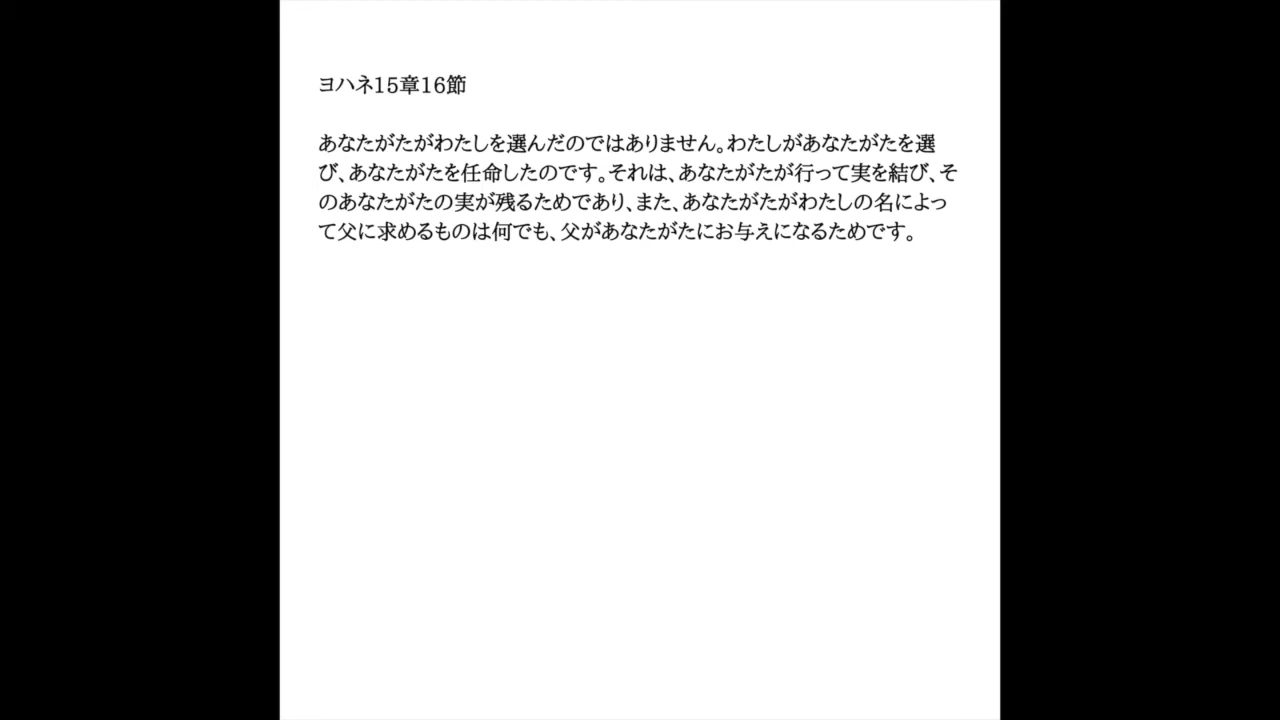 ヨハネ15章16節
あなたがたがわたしを選んだのではありません。わたしがあなたがたを選
び、あなたがたを任命したのです。それは、あなたがたが行って実を結び、そ
のあなたがたの実が残るためであり、また、あなたがたがわたしの名によっ
て父に求めるものは何でも、父があなたがたにお与えになるためです。